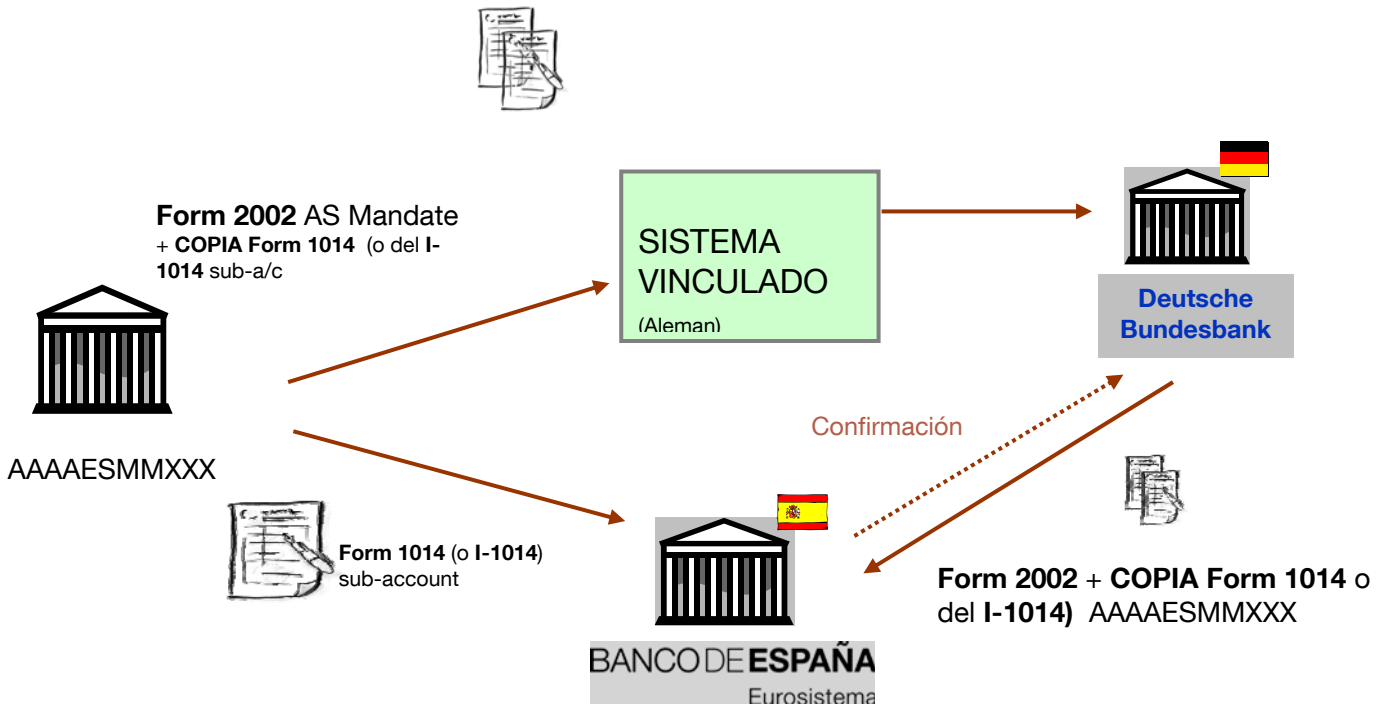 Form 2002 AS Mandate
+ COPIA Form 1014 (o del I-
1014 sub-a/c
SISTEMA
VINCULADO
(Aleman)
Deutsche
Bundesbank
AAAAESMMXXX
Confirmación
Form 1014 (o I-1014)
sub-account
Form 2002 + COPIA Form 1014 o
del I-1014) AAAAESMMXXX
BANCO DE ESPAÑA
Eurosistema